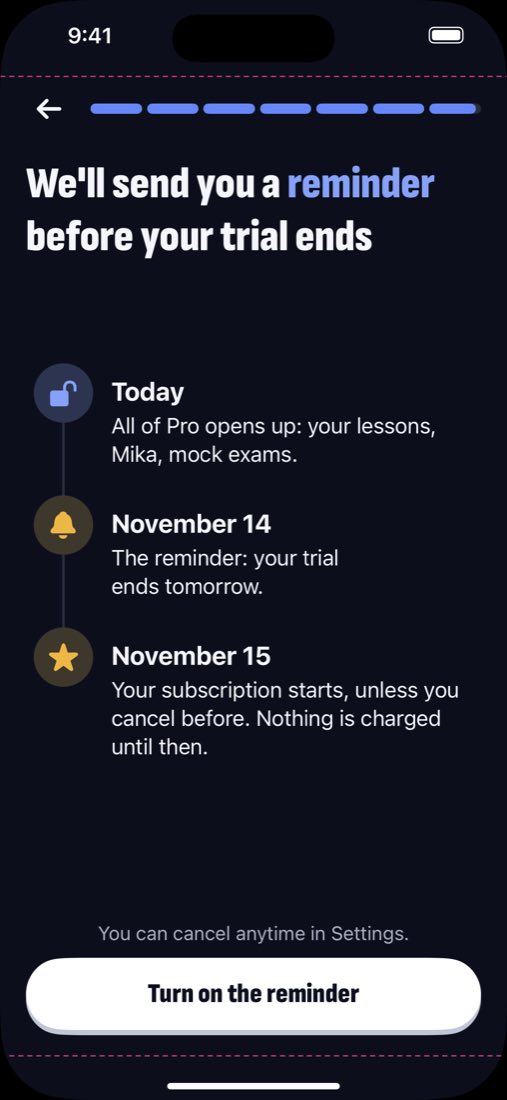 9:41
We'll send you a reminder
before your trial ends
Today
All of Pro opens up: your lessons,
Mika, mock exams.
November 14
The reminder: your trial
ends tomorrow.
November 15
Your subscription starts, unless you
cancel before. Nothing is charged
until then.
You can cancel anytime in Settings.
Turn on the reminder